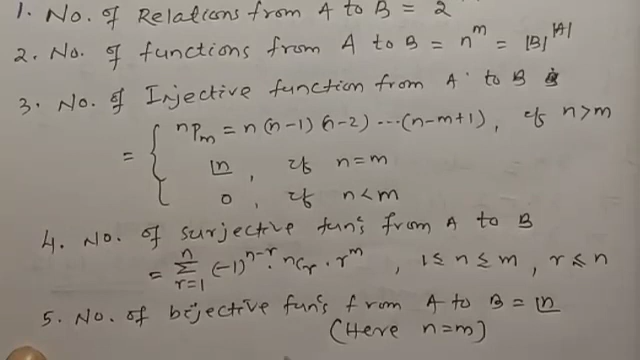 1. No. of Relations from A to B = 2
2. No. of functions from A to B = n^m = |B|^|A|
3. No. of Injective function from A to B
= { nPm = n(n-1)(n-2)...(n-m+1), if n>m
⌊n, if n=m
0, if n<m
4. No. of surjective fun's from A to B
= Σ_{r=1}^{n} (-1)^{n-r}. nCr . r^m , 1≤n≤m, r≤n
5. No. of bijective fun's from A to B = ⌊n
(Here n=m)